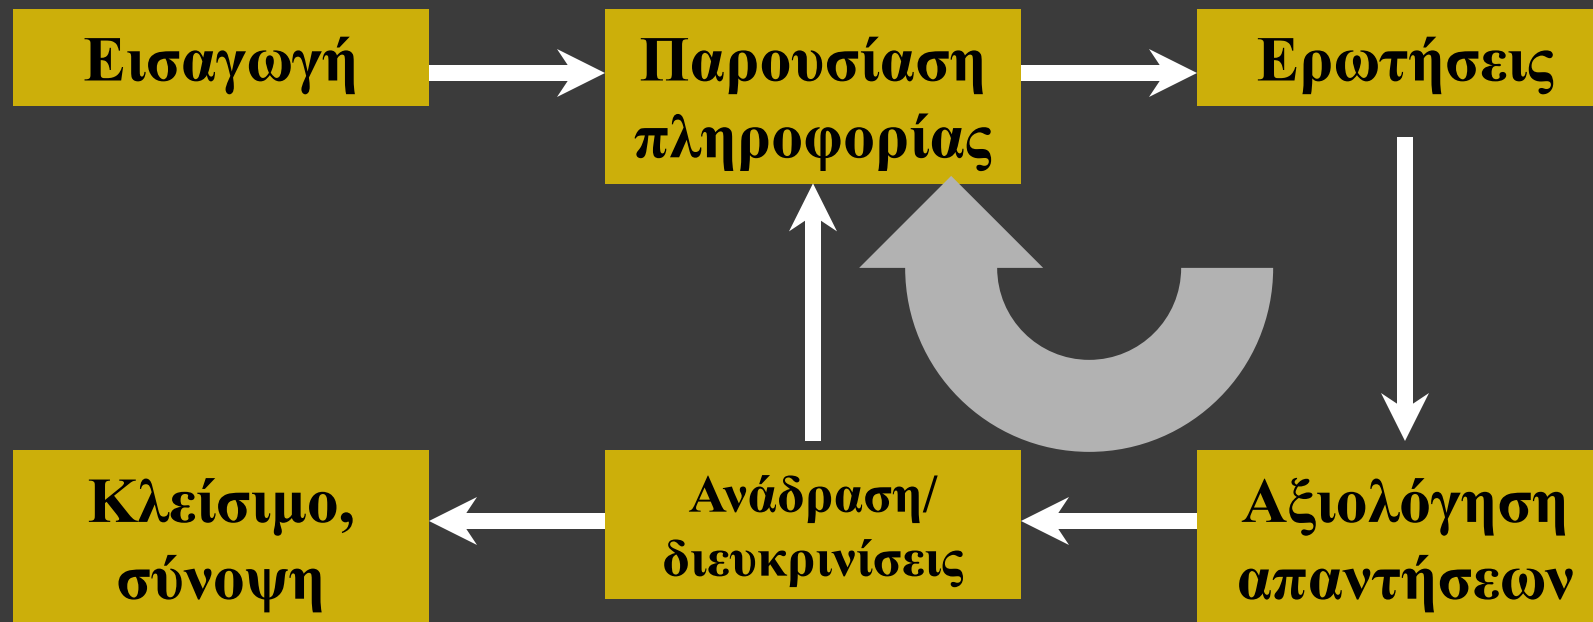 Εισαγωγή
Παρουσίαση
πληροφορίας
Ερωτήσεις
Κλείσιμο,
σύνοψη
Ανάδραση/
διευκρινίσεις
Αξιολόγηση
απαντήσεων